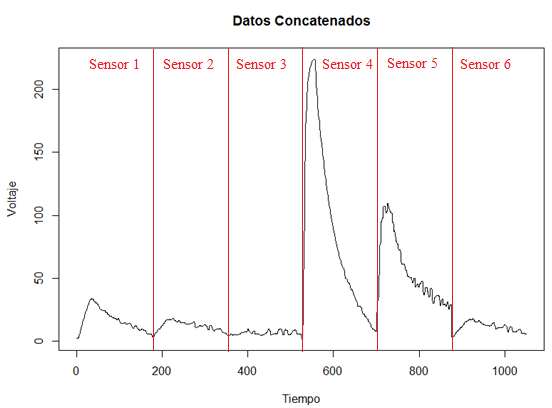 Datos Concatenados
Sensor 1 Sensor 2 Sensor 3 Sensor 4 Sensor 5 Sensor 6
200
150
100
50
0
Voltaje
0 200 400 600 800 1000
Tiempo